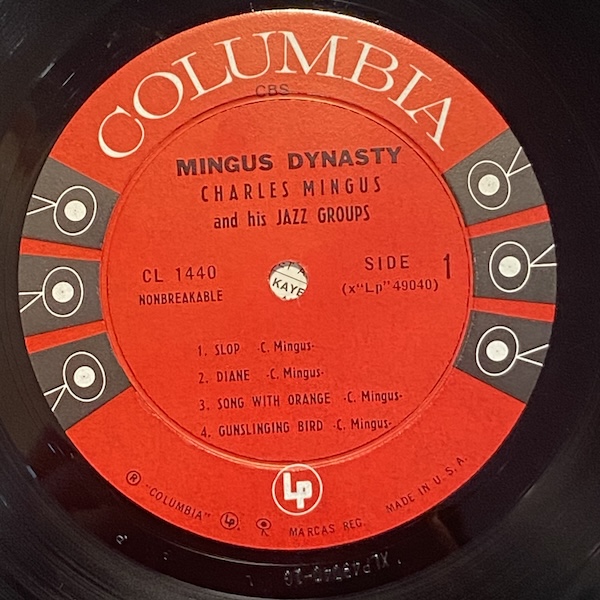 COLUMBIA
CBS
MINGUS DYNASTY
CHARLES MINGUS
and his JAZZ GROUPS
CL 1440
NONBREAKABLE
KAYE
SIDE 1
(x"Lp" 49040)
1. SLOP -C. Mingus-
2. DIANE -C. Mingus-
3. SONG WITH ORANGE -C. Mingus-
4. GUNSLINGING BIRD -C. Mingus-
Lp
® "COLUMBIA" Lp MARCAS REG. MADE IN U. S. A.